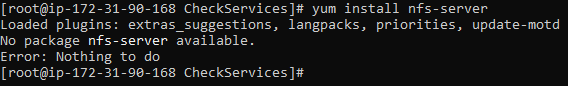 [root@ip-172-31-90-168 CheckServices]# yum install nfs-server
Loaded plugins: extras_suggestions, langpacks, priorities, update-motd
No package nfs-server available.
Error: Nothing to do
[root@ip-172-31-90-168 CheckServices]#